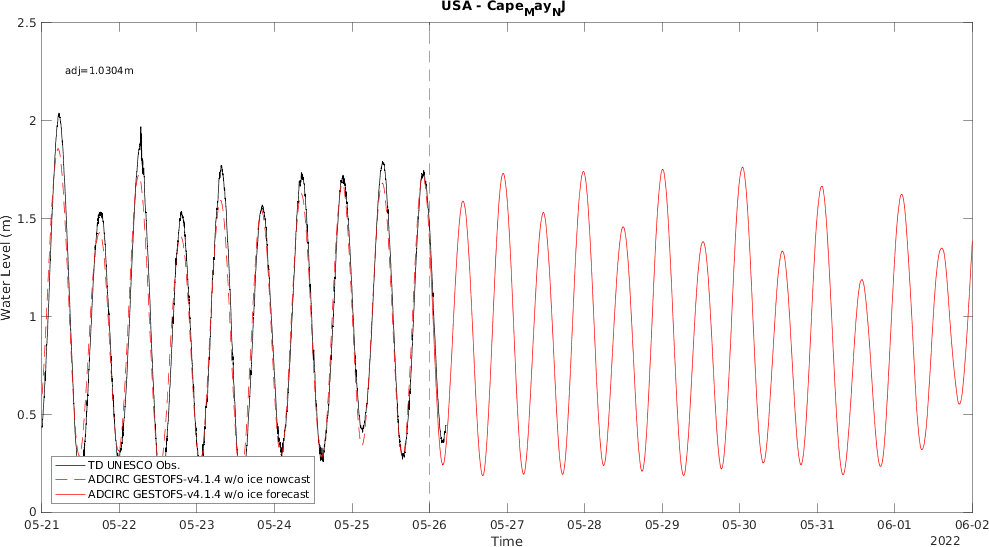 USA - CapeMayNJ
2.5
adj=1.0304m
2
1.5
Water Level (m)
1
0.5
TD UNESCO Obs.
ADCIRC GESTOFS-v4.1.4 w/o ice nowcast
ADCIRC GESTOFS-v4.1.4 w/o ice forecast
0
05-21 05-22 05-23 05-24 05-25 05-26 05-27 05-28 05-29 05-30 05-31 06-01 06-02
Time
2022